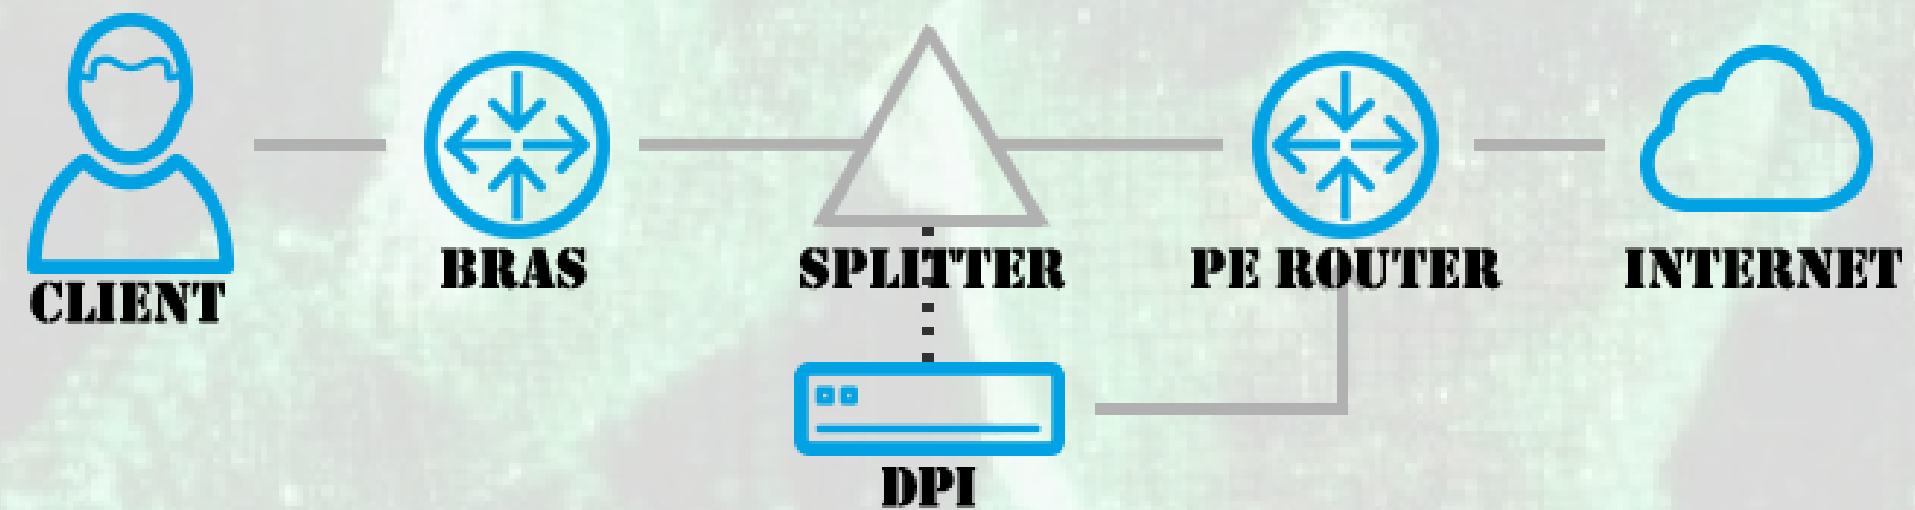 CLIENT
BRAS
SPLITTER
PE ROUTER
INTERNET
DPI